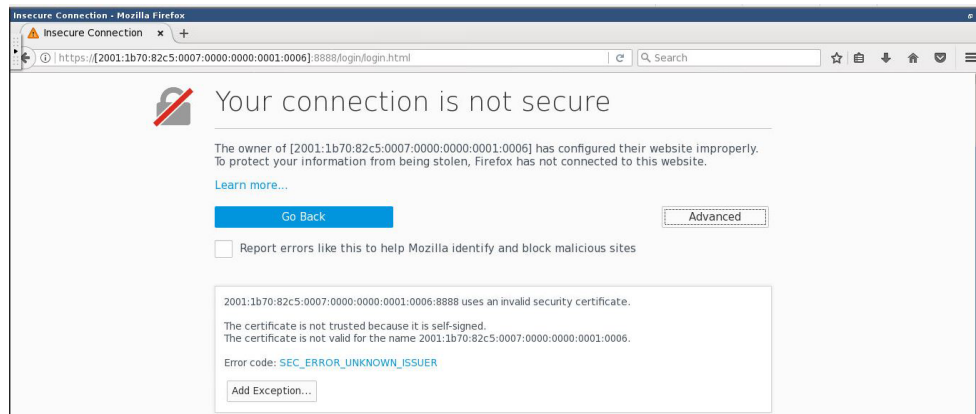 Insecure Connection - Mozilla Firefox
Insecure Connection
https://[2001:1b70:82c5:0007:0000:0000:0001:0006]:8888/login/login.html
Search
Your connection is not secure
The owner of [2001:1b70:82c5:0007:0000:0000:0001:0006] has configured their website improperly.
To protect your information from being stolen, Firefox has not connected to this website.
Learn more...
Go Back
Advanced
Report errors like this to help Mozilla identify and block malicious sites
2001:1b70:82c5:0007:0000:0000:0001:0006:8888 uses an invalid security certificate.
The certificate is not trusted because it is self-signed.
The certificate is not valid for the name 2001:1b70:82c5:0007:0000:0000:0001:0006.
Error code: SEC_ERROR_UNKNOWN_ISSUER
Add Exception...